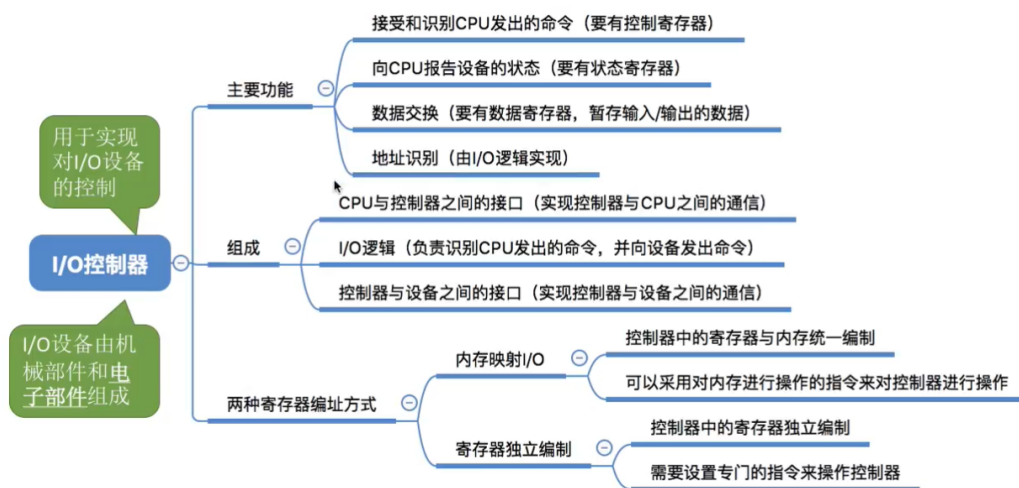 接受和识别CPU发出的命令（要有控制寄存器）
向CPU报告设备的状态（要有状态寄存器）
主要功能
数据交换（要有数据寄存器，暂存输入/输出的数据）
地址识别（由I/O逻辑实现）
用于实现
对I/O设备
的控制
CPU与控制器之间的接口（实现控制器与CPU之间的通信）
组成
I/O逻辑（负责识别CPU发出的命令，并向设备发出命令）
I/O控制器
控制器与设备之间的接口（实现控制器与设备之间的通信）
I/O设备由机
械部件和电
子部件组成
控制器中的寄存器与内存统一编制
内存映射I/O
可以采用对内存进行操作的指令来对控制器进行操作
两种寄存器编址方式
控制器中的寄存器独立编制
寄存器独立编制
需要设置专门的指令来操作控制器